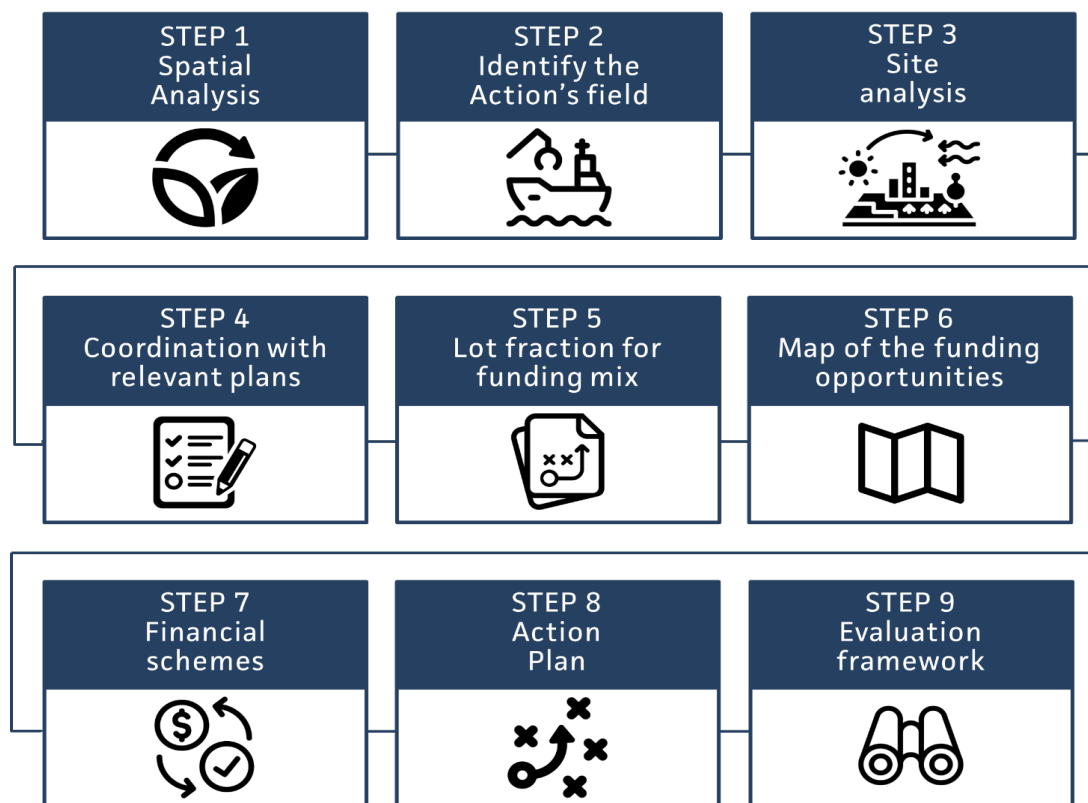 STEP 1
Spatial
Analysis
STEP 2
Identify the
Action's field
STEP 3
Site
analysis
STEP 4
Coordination with
relevant plans
STEP 5
Lot fraction for
funding mix
STEP 6
Map of the funding
opportunities
STEP 7
Financial
schemes
STEP 8
Action
Plan
STEP 9
Evaluation
framework